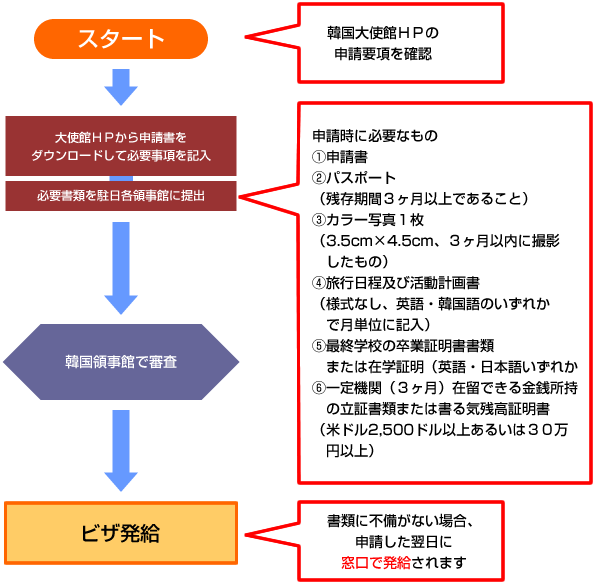 スタート
韓国大使館ＨＰの
申請要項を確認
大使館ＨＰから申請書を
ダウンロードして必要事項を記入
必要書類を駐日各領事館に提出
申請時に必要なもの
①申請書
②パスポート
（残存期間３ヶ月以上であること）
③カラー写真１枚
（3.5cm×4.5cm、３ヶ月以内に撮影
したもの）
④旅行日程及び活動計画書
（様式なし、英語・韓国語のいずれか
で月単位に記入）
⑤最終学校の卒業証明書書類
または在学証明（英語・日本語いずれか
⑥一定機関（３ヶ月）在留できる金銭所持
の立証書類または書る気残高証明書
（米ドル2,500ドル以上あるいは３０万
円以上）
韓国領事館で審査
ビザ発給
書類に不備がない場合、
申請した翌日に
窓口で発給されます